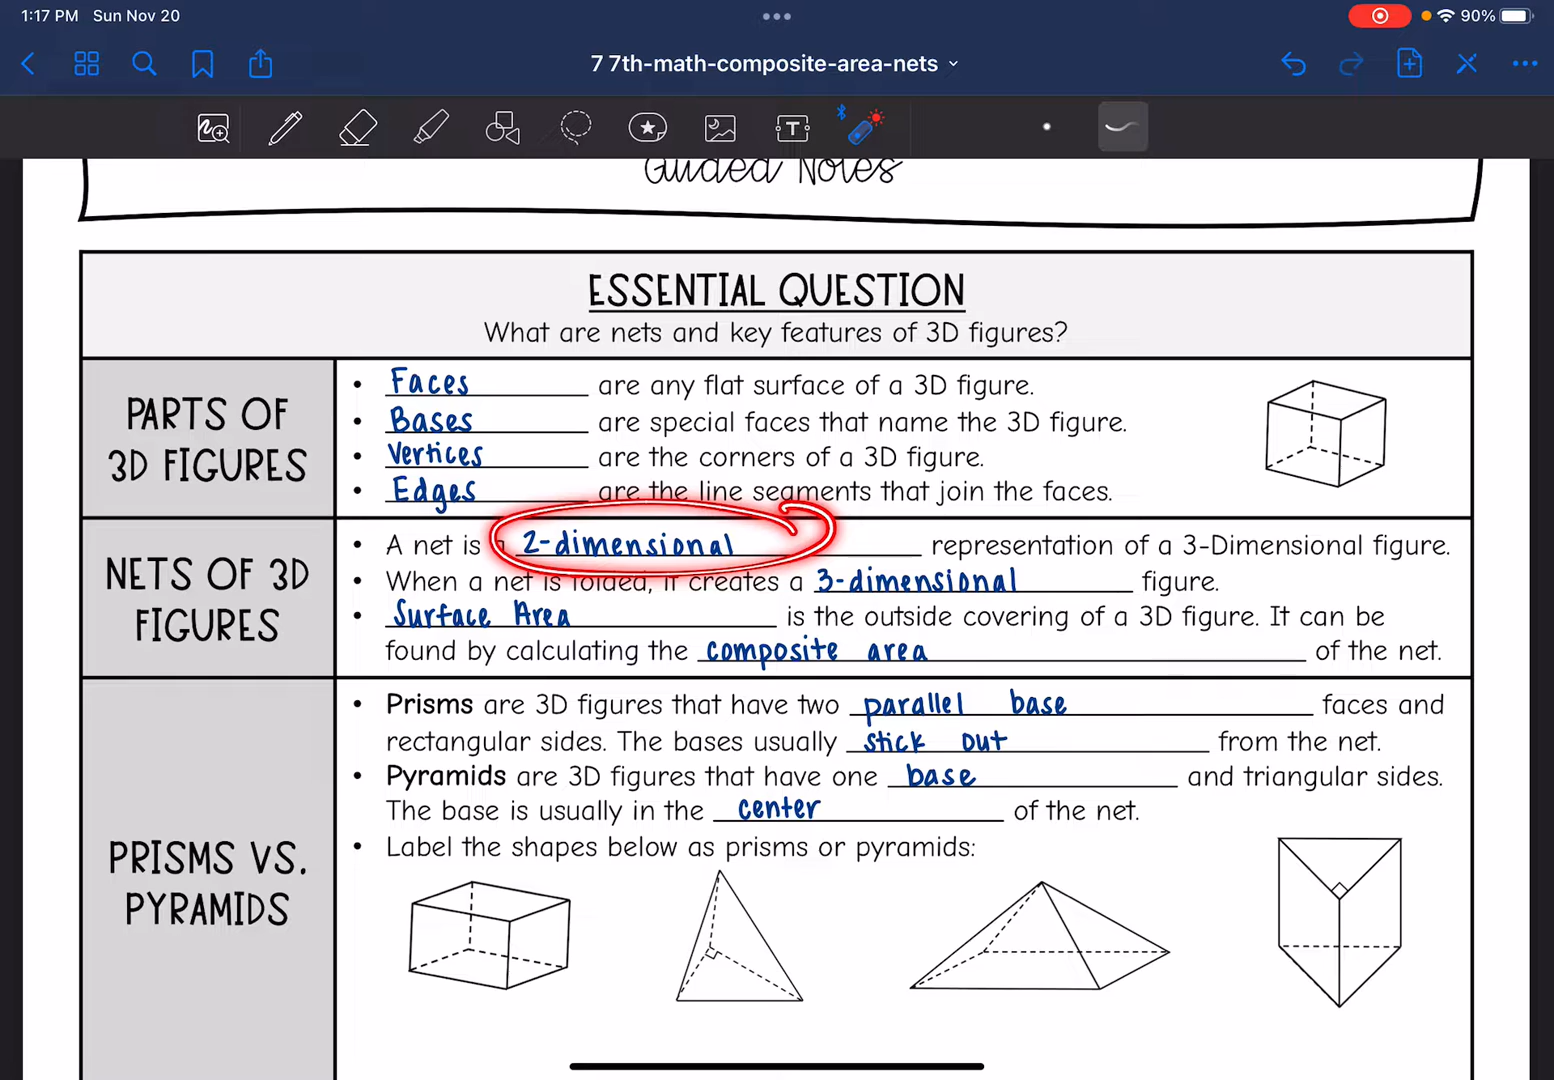 1:17 PM Sun Nov 20
90%
7 7th-math-composite-area-nets
T
Guided Notes
ESSENTIAL QUESTION
What are nets and key features of 3D figures?
PARTS OF
3D FIGURES
• Faces are any flat surface of a 3D figure.
• Bases are special faces that name the 3D figure.
• Vertices are the corners of a 3D figure.
• Edges are the line segments that join the faces.
NETS OF 3D
FIGURES
• A net is a 2-dimensional representation of a 3-Dimensional figure.
• When a net is folded, it creates a 3-dimensional figure.
• Surface Area is the outside covering of a 3D figure. It can be
found by calculating the composite area of the net.
PRISMS VS.
PYRAMIDS
• Prisms are 3D figures that have two parallel base faces and
rectangular sides. The bases usually stick out from the net.
• Pyramids are 3D figures that have one base and triangular sides.
The base is usually in the center of the net.
• Label the shapes below as prisms or pyramids: